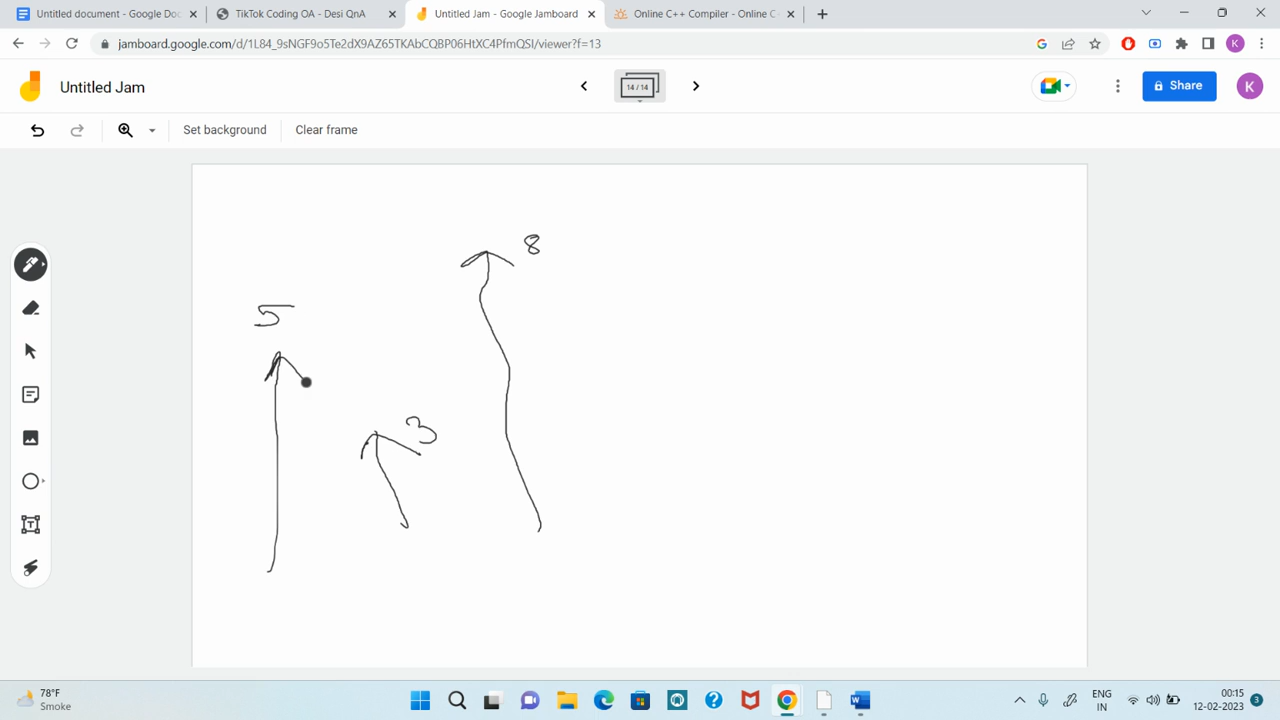 Untitled document - Google Doc
TikTok Coding OA - Desi QnA
Untitled Jam - Google Jamboard
Online C++ Compiler - Online C
jamboard.google.com/d/1L84_9sNGF9o5Te2dX9AZ65TKAbCQBP06HtXC4PfmQSI/viewer?f=13
K
Untitled Jam
14 / 14
Share
K
Set background
Clear frame
8
5
3
T
78°F
Smoke
ENG
IN
00:15
12-02-2023
3